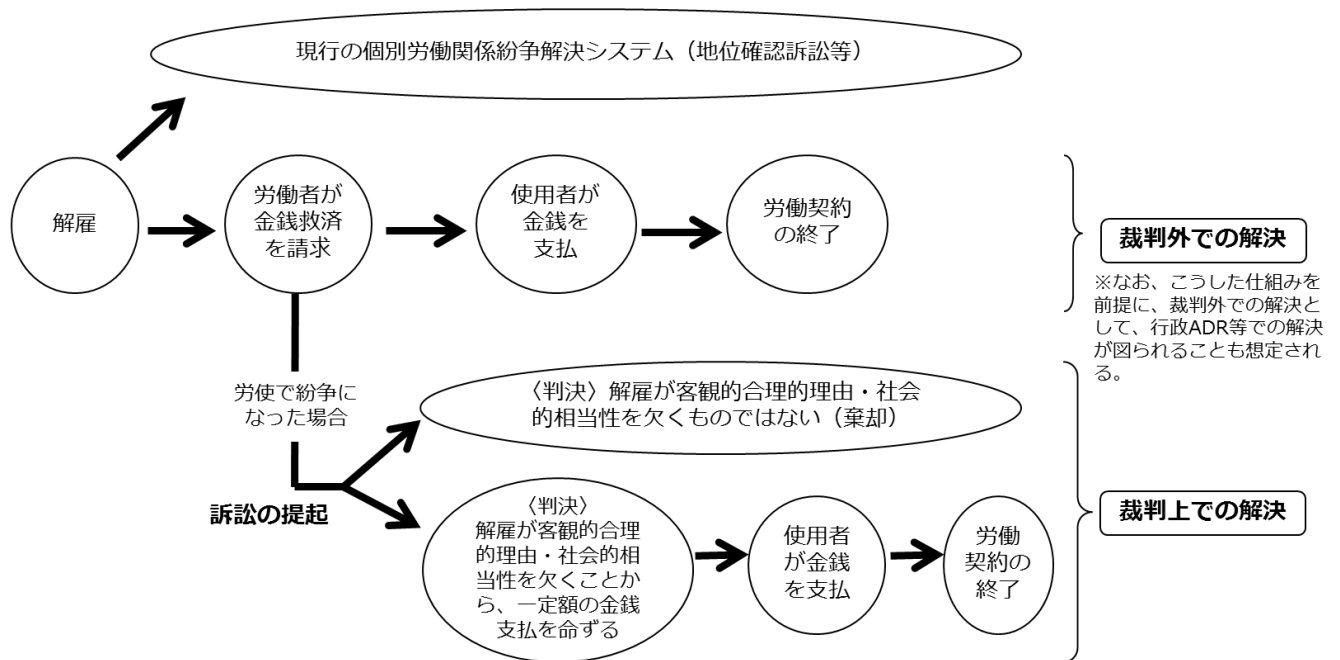 現行の個別労働関係紛争解決システム（地位確認訴訟等）
解雇
労働者が
金銭救済
を請求
使用者が
金銭を
支払
労働契約
の終了
裁判外での解決
※なお、こうした仕組みを
前提に、裁判外での解決と
して、行政ADR等での解決
が図られることも想定され
る。
労使で紛争に
なった場合
訴訟の提起
〈判決〉解雇が客観的合理的理由・社会
的相当性を欠くものではない（棄却）
〈判決〉
解雇が客観的合理
的理由・社会的相
当性を欠くことか
ら、一定額の金銭
支払を命ずる
使用者
が金銭
を支払
労働
契約の
終了
裁判上での解決